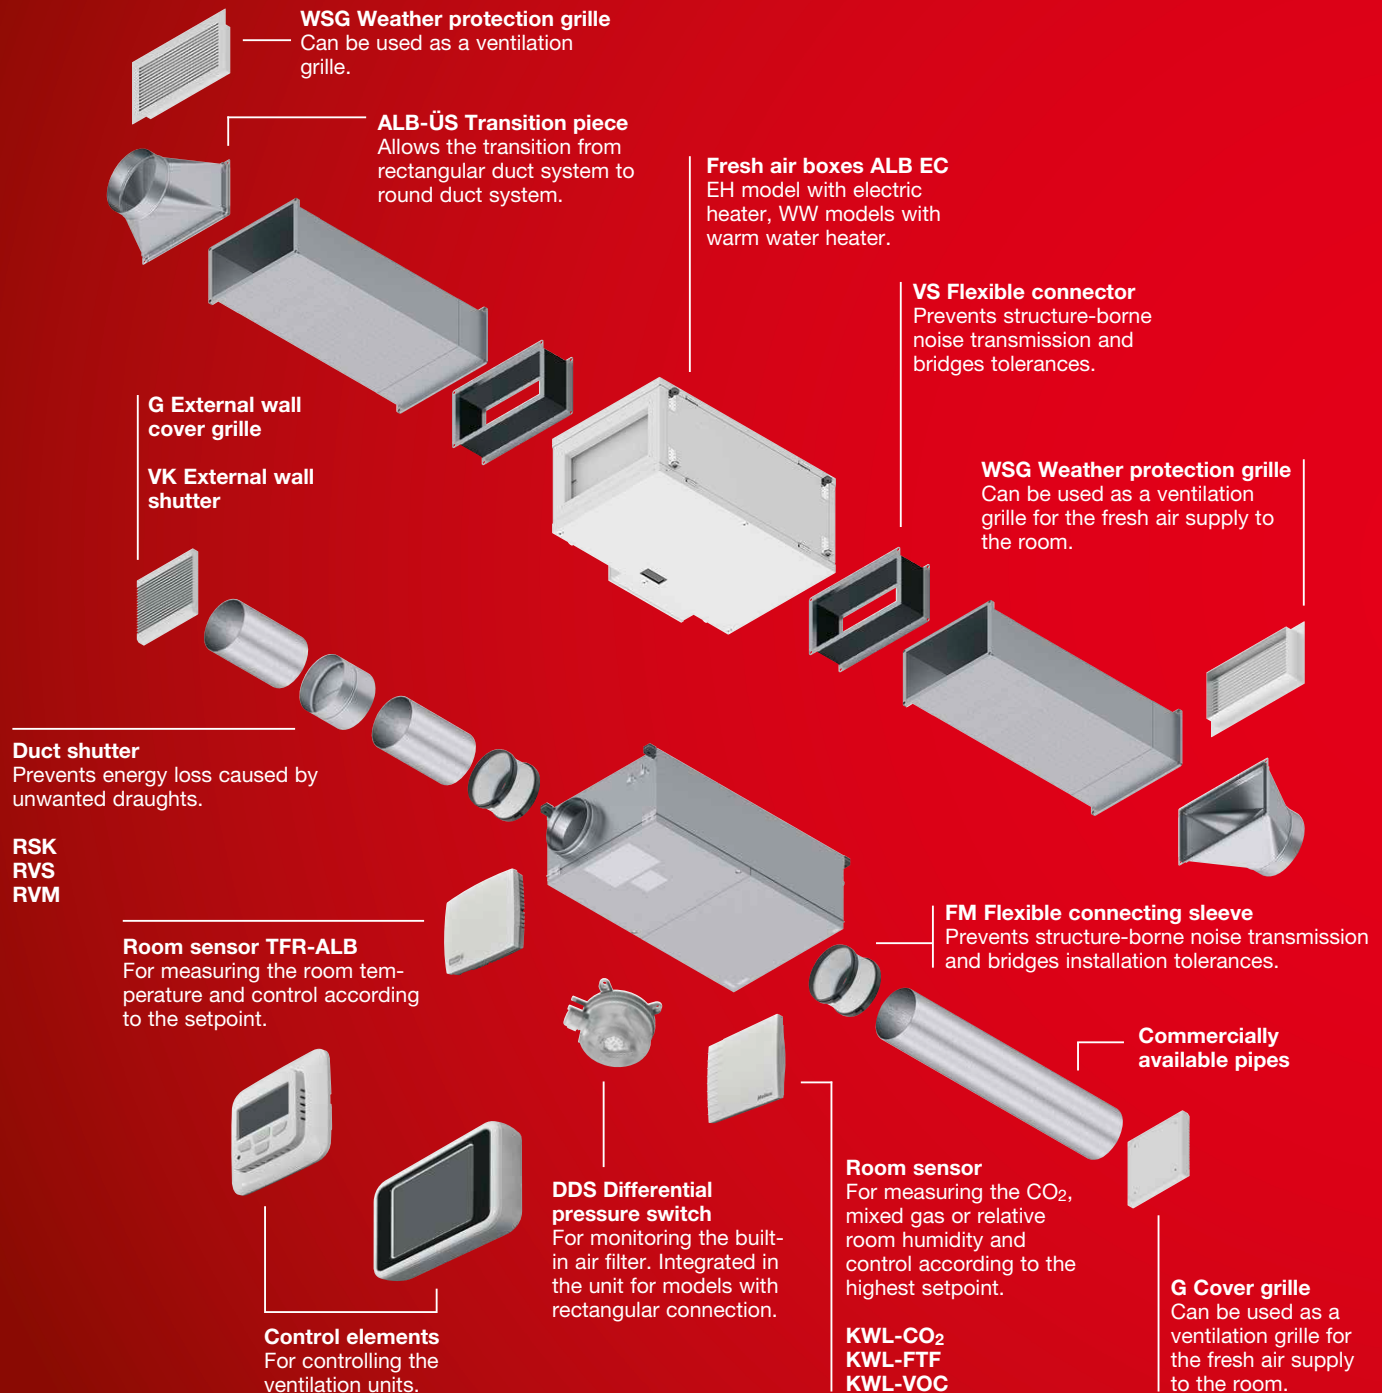 WSG Weather protection grille
Can be used as a ventilation
grille.
ALB-ÜS Transition piece
Allows the transition from
rectangular duct system to
round duct system.
Fresh air boxes ALB EC
EH model with electric
heater, WW models with
warm water heater.
VS Flexible connector
Prevents structure-borne
noise transmission and
bridges tolerances.
G External wall
cover grille
VK External wall
shutter
WSG Weather protection grille
Can be used as a ventilation
grille for the fresh air supply to
the room.
Duct shutter
Prevents energy loss caused by
unwanted draughts.
RSK
RVS
RVM
Room sensor TFR-ALB
For measuring the room tem-
perature and control according
to the setpoint.
FM Flexible connecting sleeve
Prevents structure-borne noise transmission
and bridges installation tolerances.
Commercially
available pipes
DDS Differential
pressure switch
For monitoring the built-
in air filter. Integrated in
the unit for models with
rectangular connection.
Room sensor
For measuring the CO₂,
mixed gas or relative
room humidity and
control according to the
highest setpoint.
KWL-CO₂
KWL-FTF
KWL-VOC
G Cover grille
Can be used as a
ventilation grille for
the fresh air supply
to the room.
Control elements
For controlling the
ventilation units.